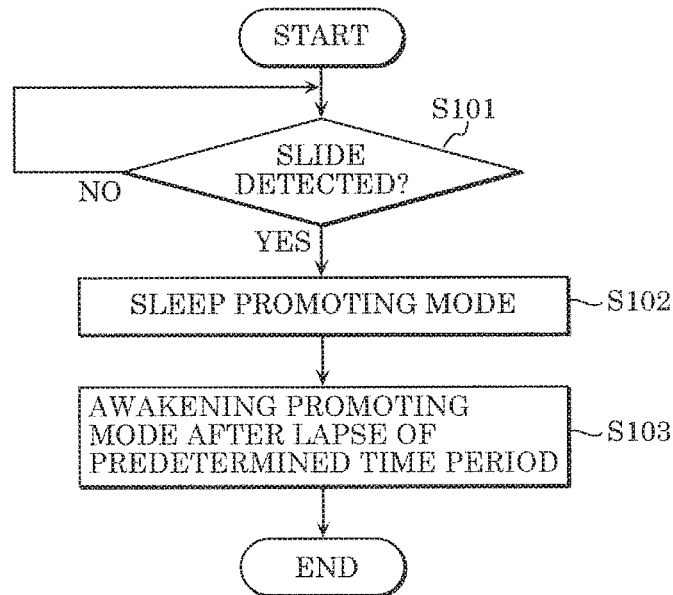 START
S101
SLIDE
DETECTED?
NO
YES
SLEEP PROMOTING MODE
S102
AWAKENING PROMOTING
MODE AFTER LAPSE OF
PREDETERMINED TIME PERIOD
S103
END